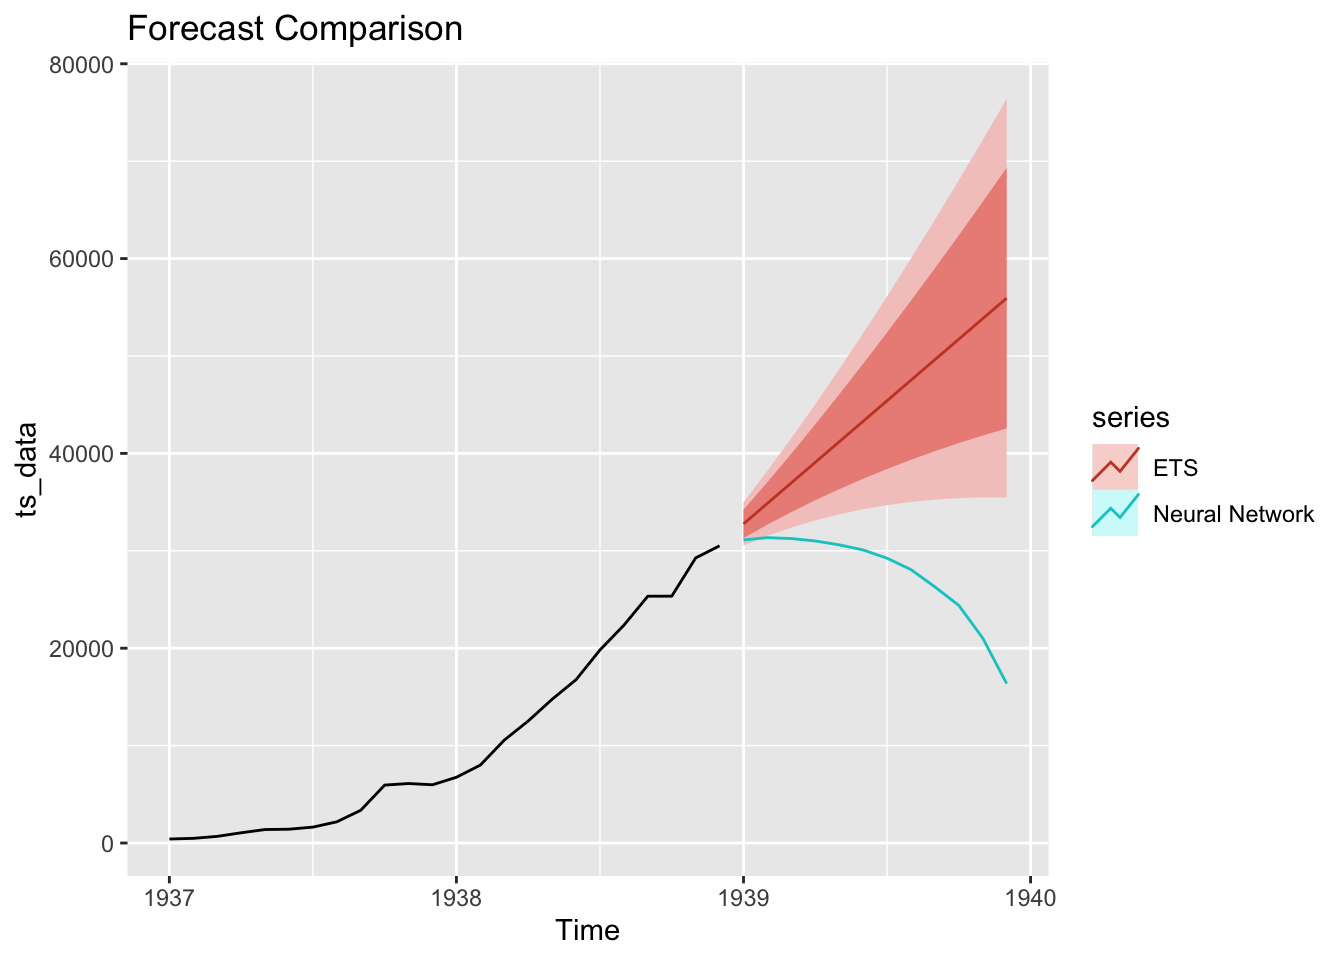 Forecast Comparison
80000
60000
40000
20000
0
ts_data
1937 1938 1939 1940
Time
series
ETS
Neural Network